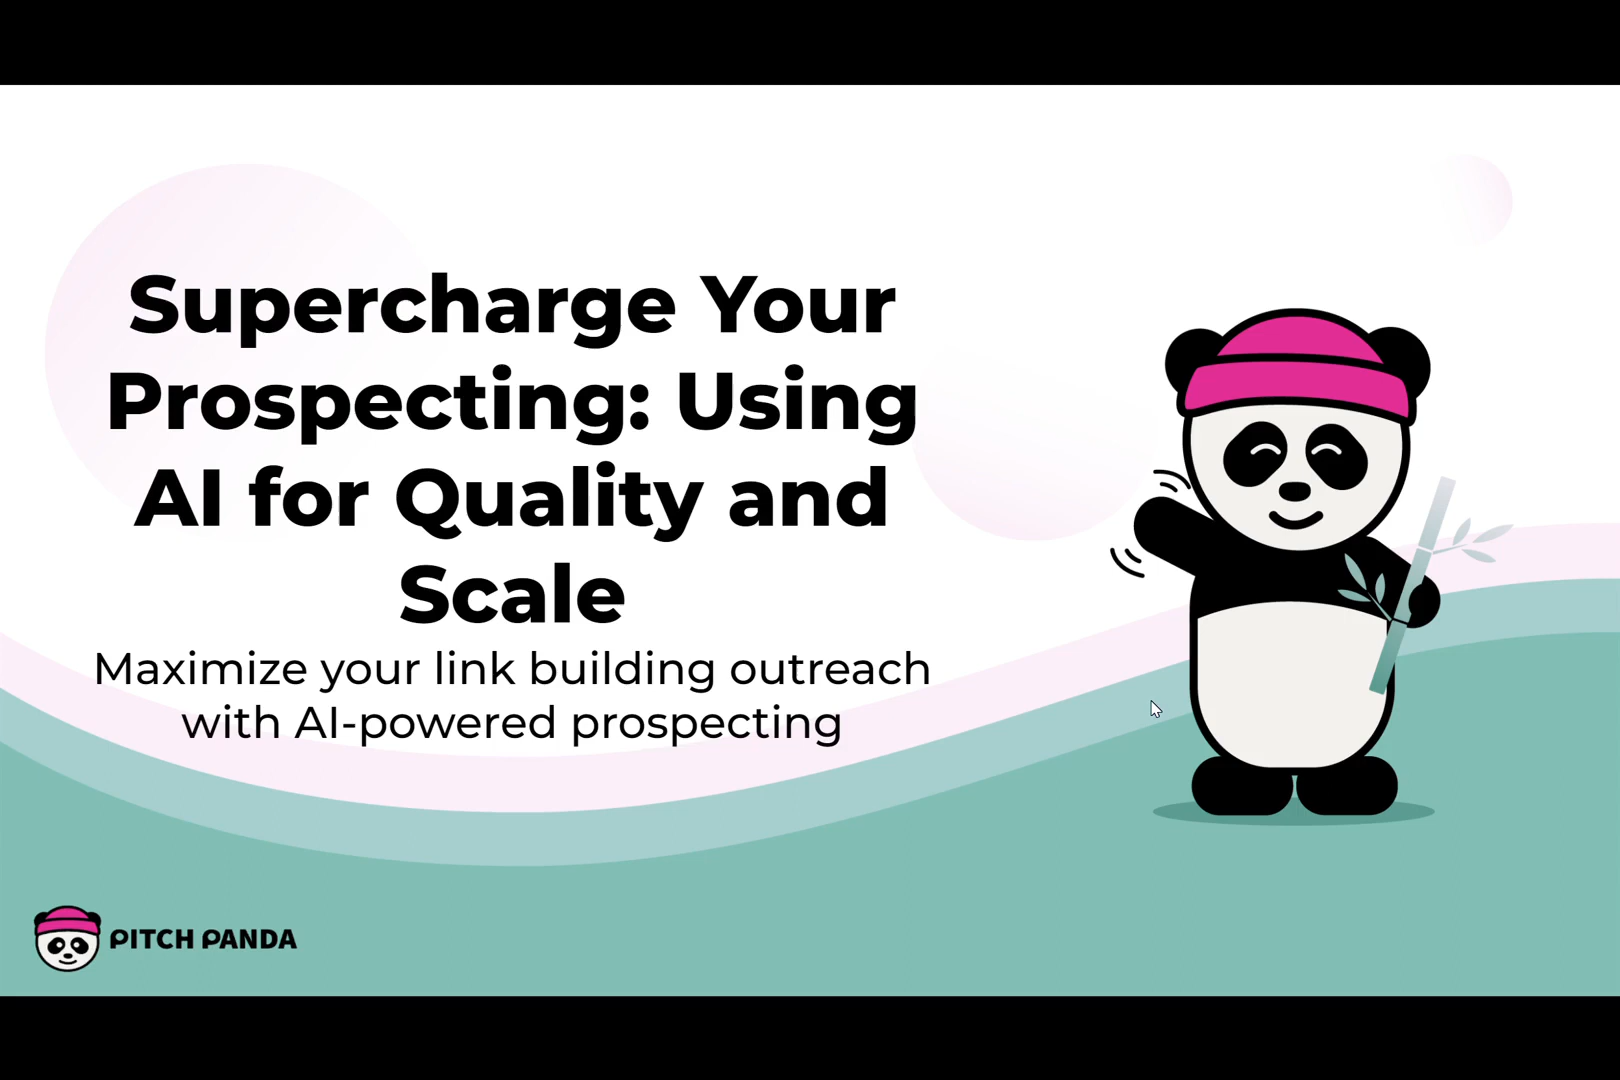 Supercharge Your
Prospecting: Using
AI for Quality and
Scale
Maximize your link building outreach
with AI-powered prospecting
PITCH PANDA